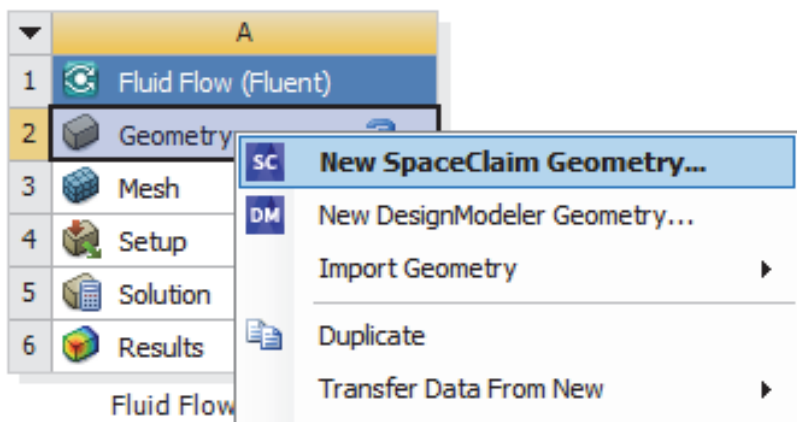 A
1 Fluid Flow (Fluent)
2 Geometry
3 Mesh
4 Setup
5 Solution
6 Results
Fluid Flow
SC New SpaceClaim Geometry...
DM New DesignModeler Geometry...
Import Geometry
Duplicate
Transfer Data From New